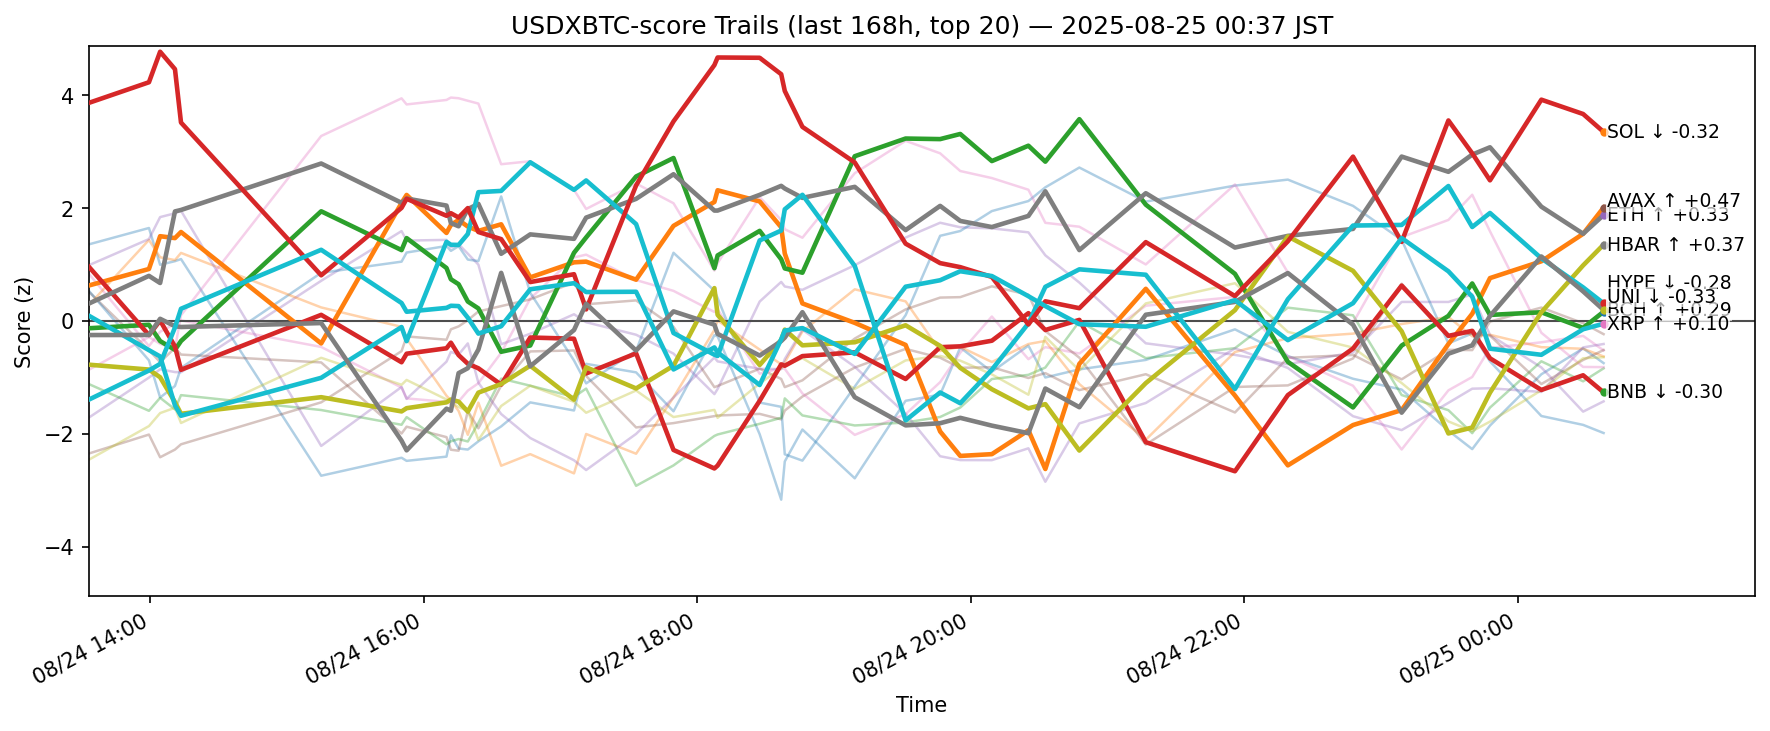 USDXBTC-score Trails (last 168h, top 20) — 2025-08-25 00:37 JST
Score (z)
4
2
0
−2
−4
SOL ↓ -0.32
AVAX ↑ +0.47
ETH ↑ +0.33
HBAR ↑ +0.37
HYPE ↓ -0.28
UNI ↓ -0.33
BCH ↑ +0.29
XRP ↑ +0.10
BNB ↓ -0.30
08/24 14:00
08/24 16:00
08/24 18:00
08/24 20:00
08/24 22:00
08/25 00:00
Time